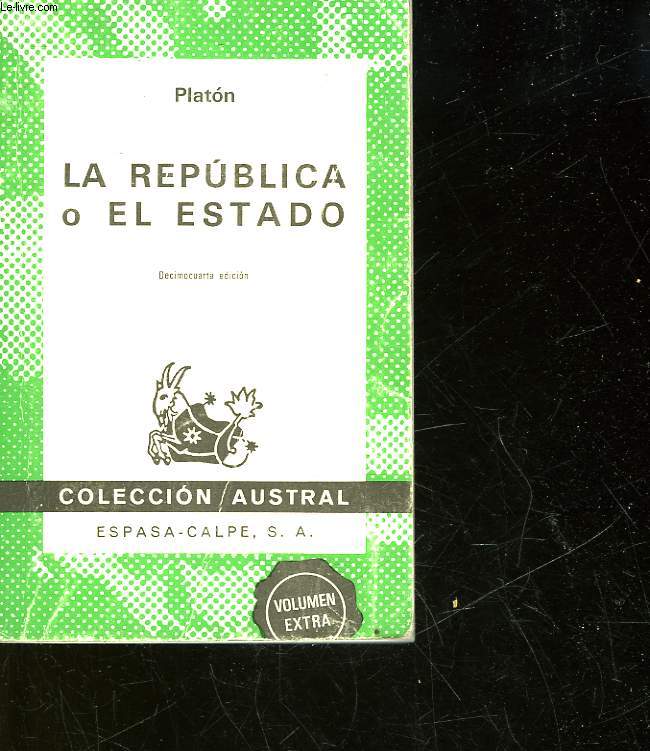 Le-livre.com
Platón
LA REPÚBLICA
o EL ESTADO
Decimocuarta edición
COLECCIÓN AUSTRAL
ESPASA-CALPE, S. A.
VOLUMEN
EXTRA